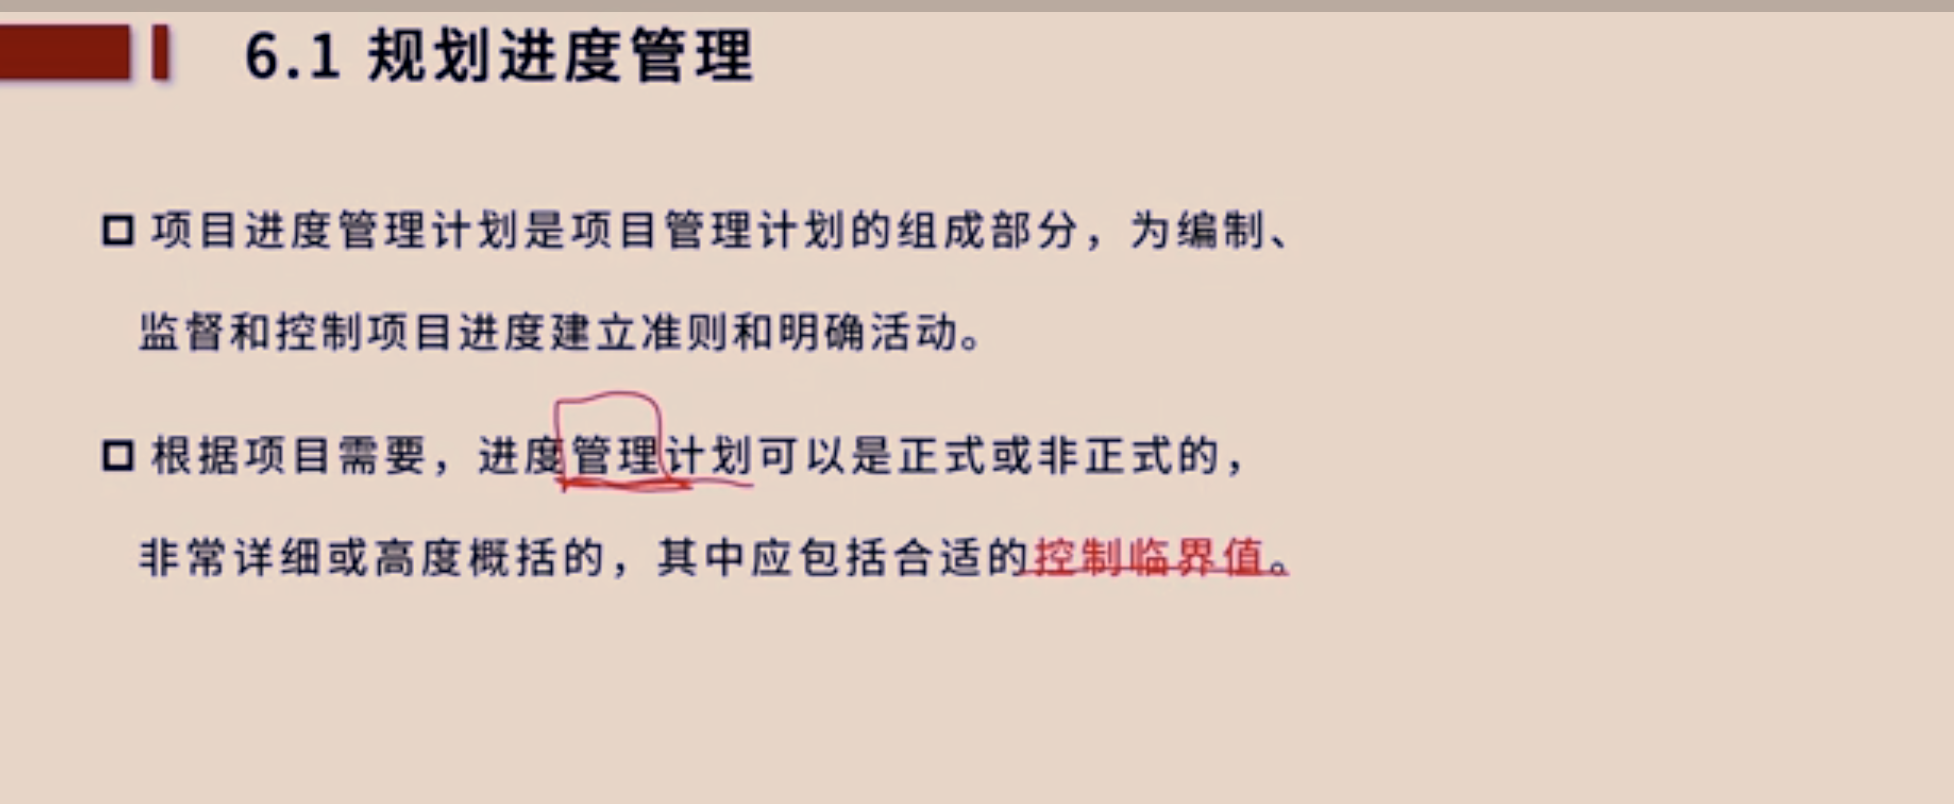 6.1 规划进度管理
项目进度管理计划是项目管理计划的组成部分，为编制、
监督和控制项目进度建立准则和明确活动。
根据项目需要，进度管理计划可以是正式或非正式的，
非常详细或高度概括的，其中应包括合适的控制临界值。